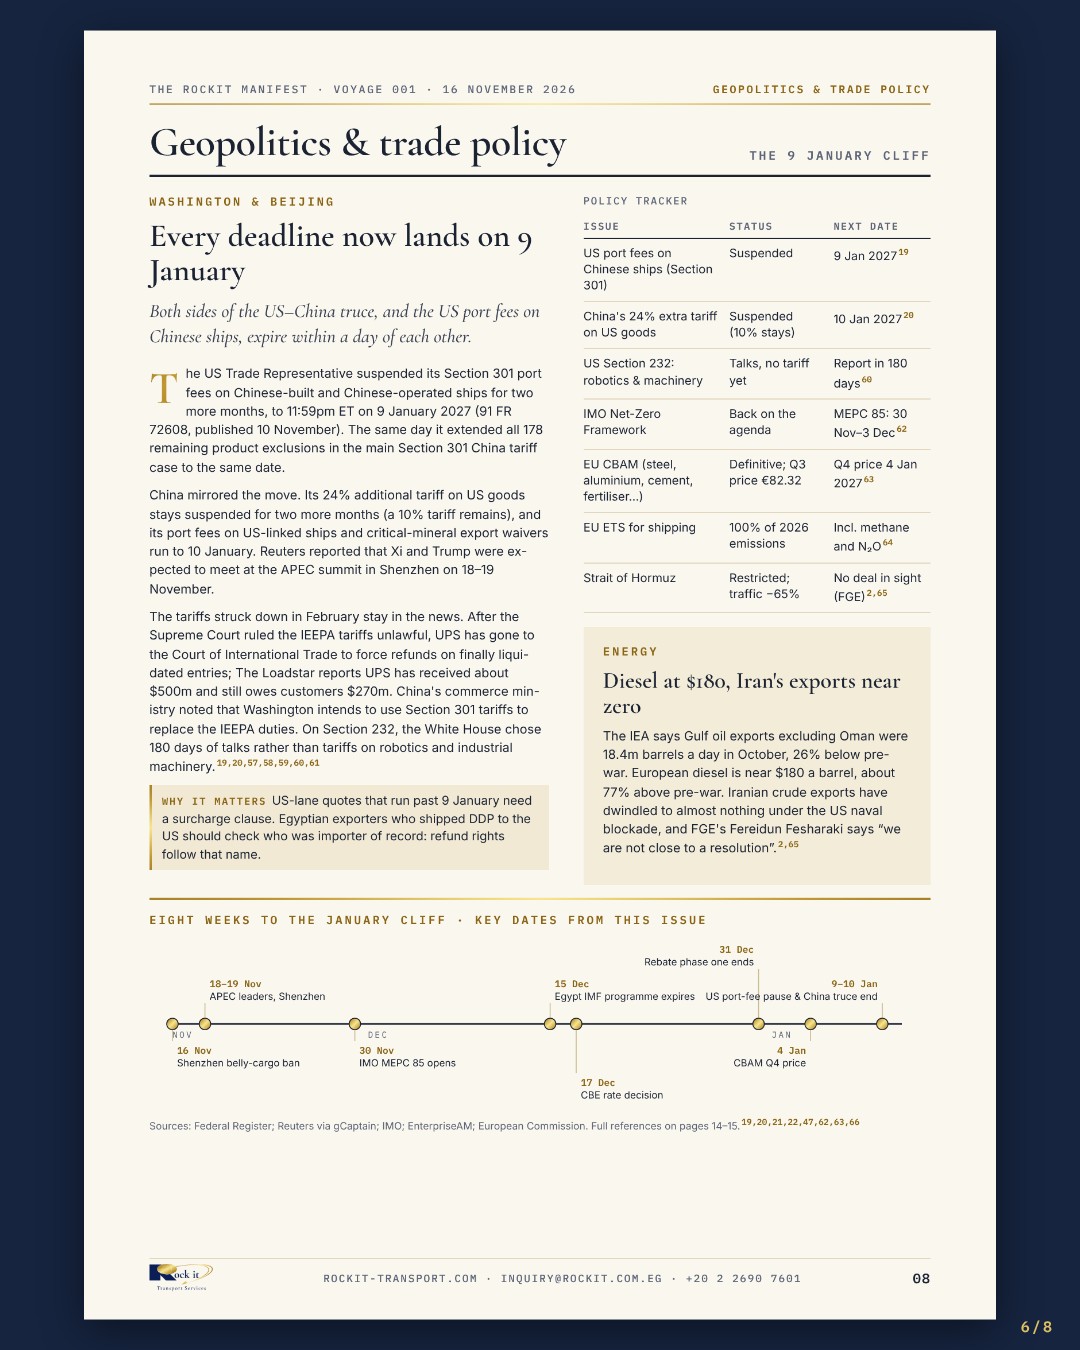 THE ROCKIT MANIFEST · VOYAGE 001 · 16 NOVEMBER 2026
GEOPOLITICS & TRADE POLICY
Geopolitics & trade policy
THE 9 JANUARY CLIFF
WASHINGTON & BEIJING
Every deadline now lands on 9
January
Both sides of the US–China truce, and the US port fees on
Chinese ships, expire within a day of each other.
The US Trade Representative suspended its Section 301 port
fees on Chinese-built and Chinese-operated ships for two
more months, to 11:59pm ET on 9 January 2027 (91 FR
72608, published 10 November). The same day it extended all 178
remaining product exclusions in the main Section 301 China tariff
case to the same date.
China mirrored the move. Its 24% additional tariff on US goods
stays suspended for two more months (a 10% tariff remains), and
its port fees on US-linked ships and critical-mineral export waivers
run to 10 January. Reuters reported that Xi and Trump were ex-
pected to meet at the APEC summit in Shenzhen on 18–19
November.
The tariffs struck down in February stay in the news. After the
Supreme Court ruled the IEEPA tariffs unlawful, UPS has gone to
the Court of International Trade to force refunds on finally liqui-
dated entries; The Loadstar reports UPS has received about
$500m and still owes customers $270m. China's commerce min-
istry noted that Washington intends to use Section 301 tariffs to
replace the IEEPA duties. On Section 232, the White House chose
180 days of talks rather than tariffs on robotics and industrial
machinery.19,20,57,58,59,60,61
WHY IT MATTERS US-lane quotes that run past 9 January need
a surcharge clause. Egyptian exporters who shipped DDP to the
US should check who was importer of record: refund rights
follow that name.
POLICY TRACKER
ISSUE STATUS NEXT DATE
US port fees on Suspended 9 Jan 2027 19
Chinese ships (Section
301)
China's 24% extra tariff Suspended 10 Jan 2027 20
on US goods (10% stays)
US Section 232: Talks, no tariff Report in 180
robotics & machinery yet days 60
IMO Net-Zero Back on the MEPC 85: 30
Framework agenda Nov–3 Dec 62
EU CBAM (steel, Definitive; Q3 Q4 price 4 Jan
aluminium, cement, price €82.32 2027 63
fertiliser…)
EU ETS for shipping 100% of 2026 Incl. methane
emissions and N₂O 64
Strait of Hormuz Restricted; No deal in sight
traffic −65% (FGE) 2,65
ENERGY
Diesel at $180, Iran's exports near
zero
The IEA says Gulf oil exports excluding Oman were
18.4m barrels a day in October, 26% below pre-
war. European diesel is near $180 a barrel, about
77% above pre-war. Iranian crude exports have
dwindled to almost nothing under the US naval
blockade, and FGE's Fereidun Fesharaki says “we
are not close to a resolution”.2,65
EIGHT WEEKS TO THE JANUARY CLIFF · KEY DATES FROM THIS ISSUE
31 Dec
Rebate phase one ends
18–19 Nov
APEC leaders, Shenzhen
15 Dec
Egypt IMF programme expires
9–10 Jan
US port-fee pause & China truce end
NOV DEC JAN
16 Nov
Shenzhen belly-cargo ban
30 Nov
IMO MEPC 85 opens
4 Jan
CBAM Q4 price
17 Dec
CBE rate decision
Sources: Federal Register; Reuters via gCaptain; IMO; EnterpriseAM; European Commission. Full references on pages 14–15.19,20,21,22,47,62,63,66
Rock it
Transport Services
ROCKIT-TRANSPORT.COM · INQUIRY@ROCKIT.COM.EG · +20 2 2690 7601
08
6/8